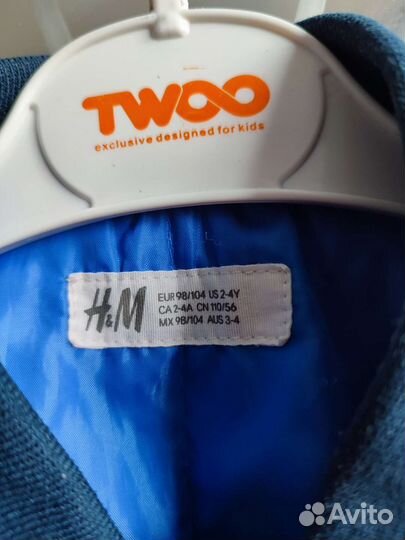 TWOO
exclusive designed for kids
H&M
EUR 98/104 US 2-4Y
CA 2-4A CN 110/56
MX 98/104 AUS 3-4
Avito